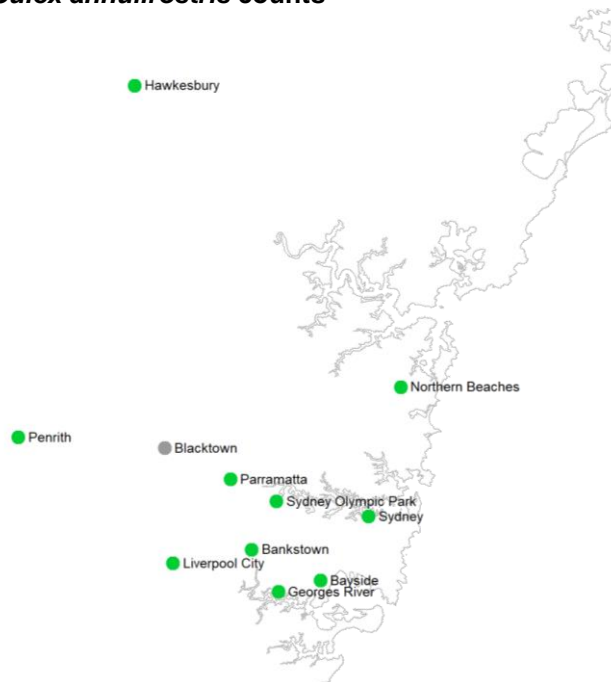 Culex annulirostris counts
Hawkesbury
Northern Beaches
Penrith
Blacktown
Parramatta
Sydney Olympic Park
Sydney
Bankstown
Liverpool City
Bayside
Georges River